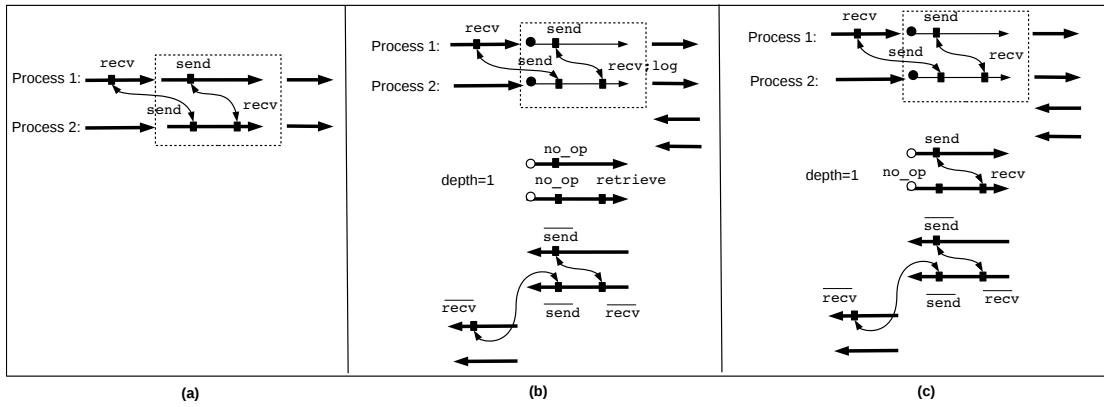 recv
send
Process 1:
send
recv
Process 2:
(a)
send
recv
Process 1:
send
recv;log
Process 2:
no_op
depth=1
no_op
retrieve
send
recv
send
recv
(b)
recv
send
Process 1:
send
recv
Process 2:
send
depth=1
no_op
recv
send
recv
send
recv
(c)